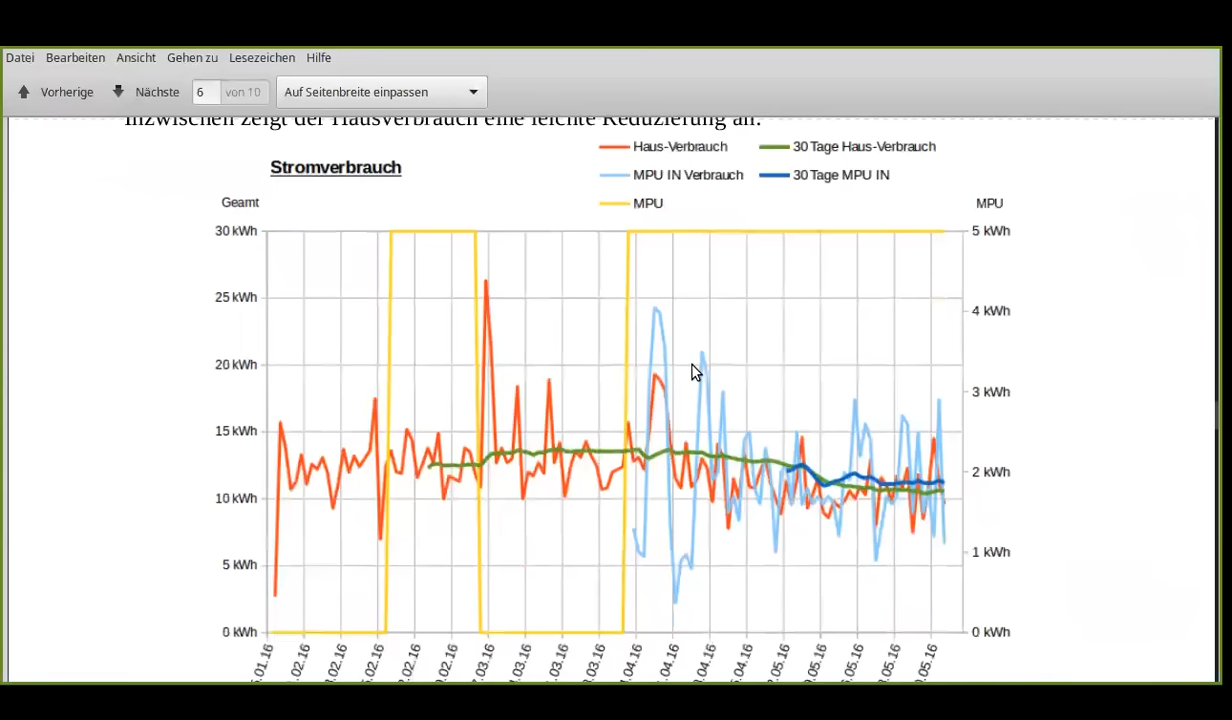 Datei Bearbeiten Ansicht Gehen zu Lesezeichen Hilfe
Vorherige Nächste 6 von 10 Auf Seitenbreite einpassen
Inzwischen zeigt der Hausverbrauch eine leichte Reduzierung an.
Stromverbrauch
Haus-Verbrauch 30 Tage Haus-Verbrauch
MPU IN Verbrauch 30 Tage MPU IN
MPU
Geamt MPU
30 kWh 5 kWh
25 kWh
4 kWh
20 kWh
3 kWh
15 kWh
2 kWh
10 kWh
1 kWh
5 kWh
0 kWh 0 kWh